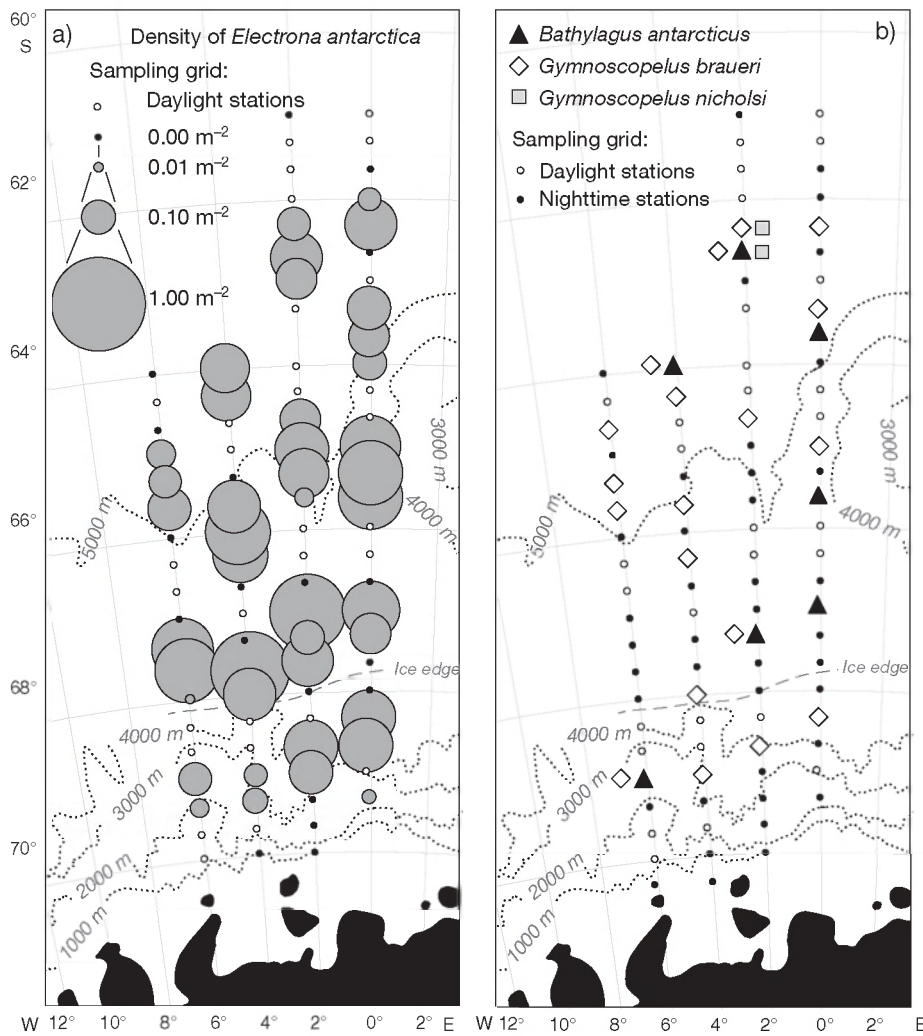 60°
S
a)
Density of Electrona antarctica
Sampling grid:
Daylight stations
0.00 m–2
0.01 m–2
0.10 m–2
1.00 m–2
62°
64°
66°
68°
70°
3000 m
4000 m
5000 m
Ice edge
4000 m
3000 m
2000 m
1000 m
W 12° 10° 8° 6° 4° 2° 0° 2° E
b)
Bathylagus antarcticus
Gymnoscopelus braueri
Gymnoscopelus nicholsi
Sampling grid:
Daylight stations
Nighttime stations
3000 m
4000 m
5000 m
Ice edge
4000 m
3000 m
2000 m
1000 m
W 12° 10° 8° 6° 4° 2° 0° 2° E